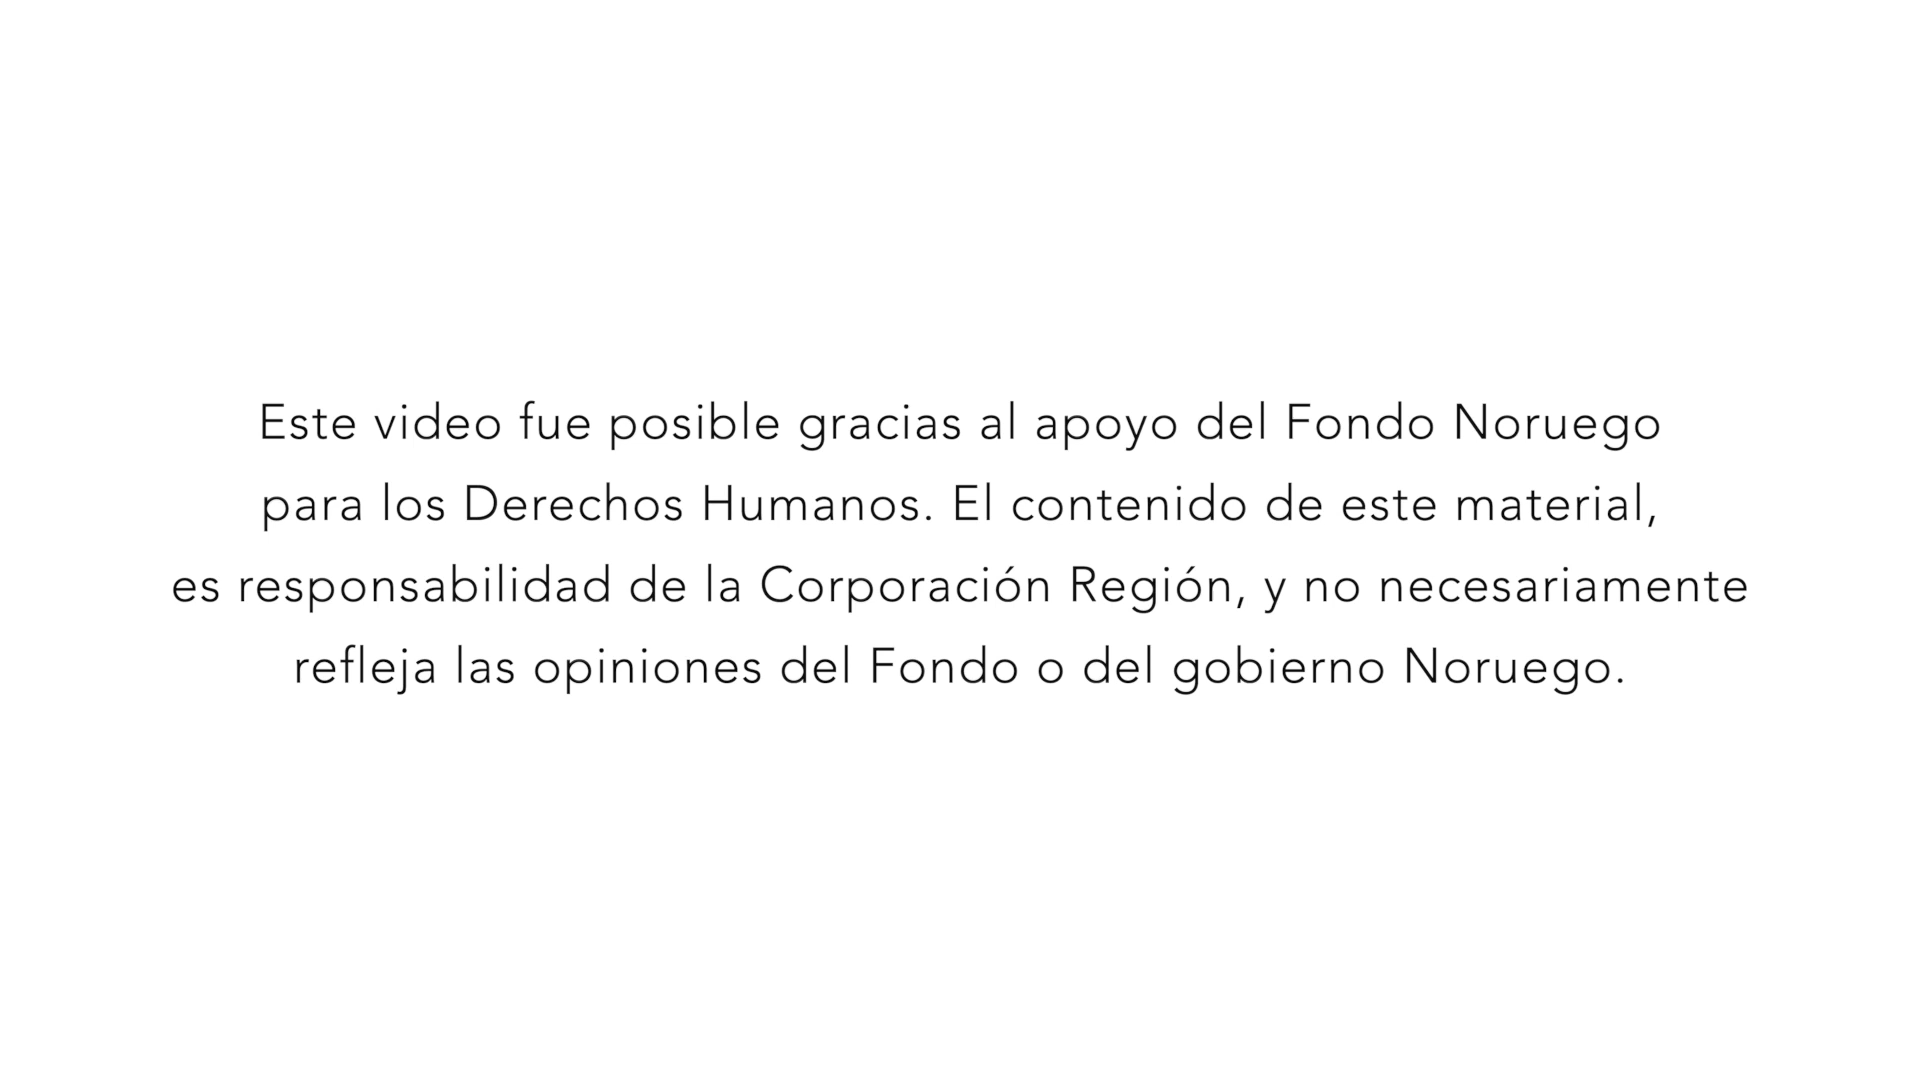 Este video fue posible gracias al apoyo del Fondo Noruego
para los Derechos Humanos. El contenido de este material,
es responsabilidad de la Corporación Región, y no necesariamente
refleja las opiniones del Fondo o del gobierno Noruego.